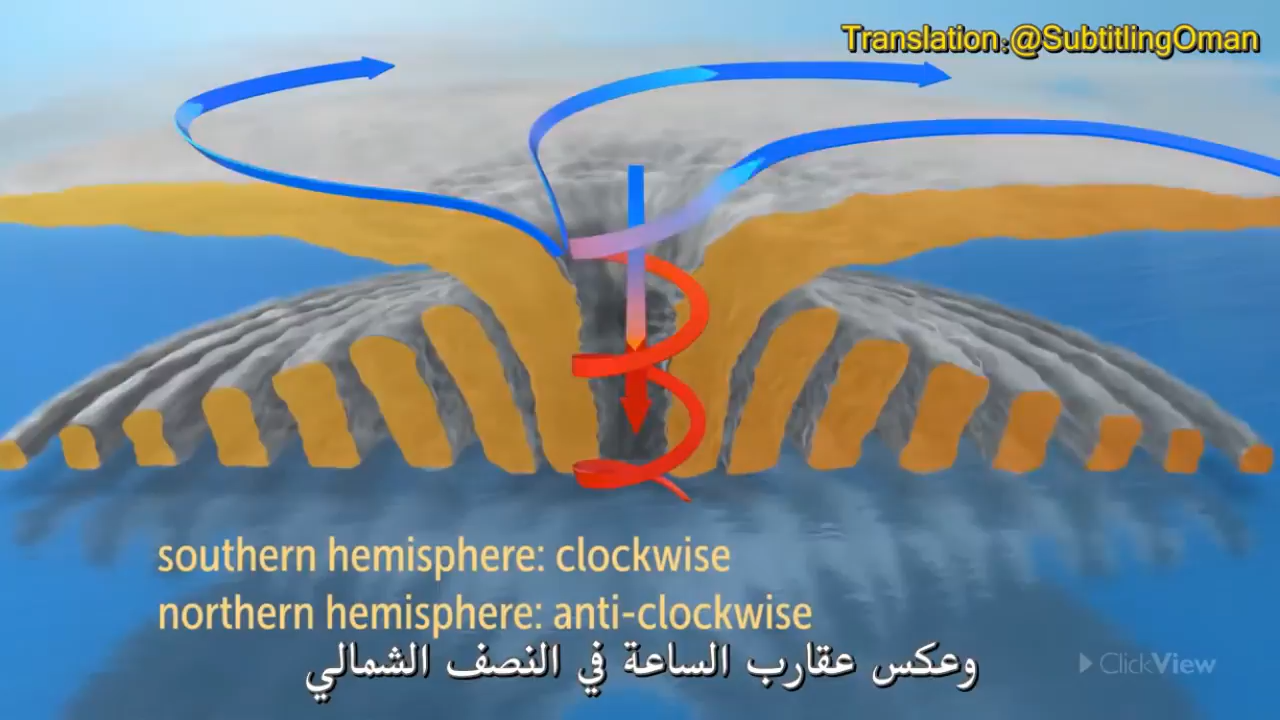 Translation:@SubtitlingOman
southern hemisphere: clockwise
northern hemisphere: anti-clockwise
وعكس عقارب الساعة في النصف الشمالي
ClickView